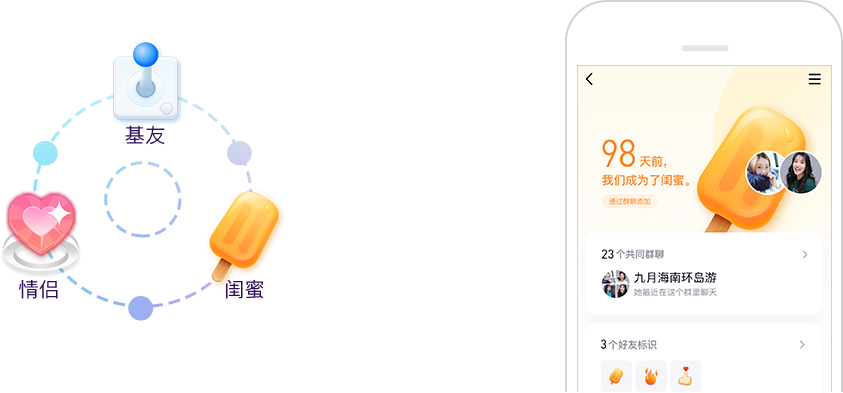 基友
情侣
闺蜜
98 天前，
我们成为了闺蜜。
通过群聊添加
23个共同群聊
九月海南环岛游
她最近在这个群里聊天
3个好友标识